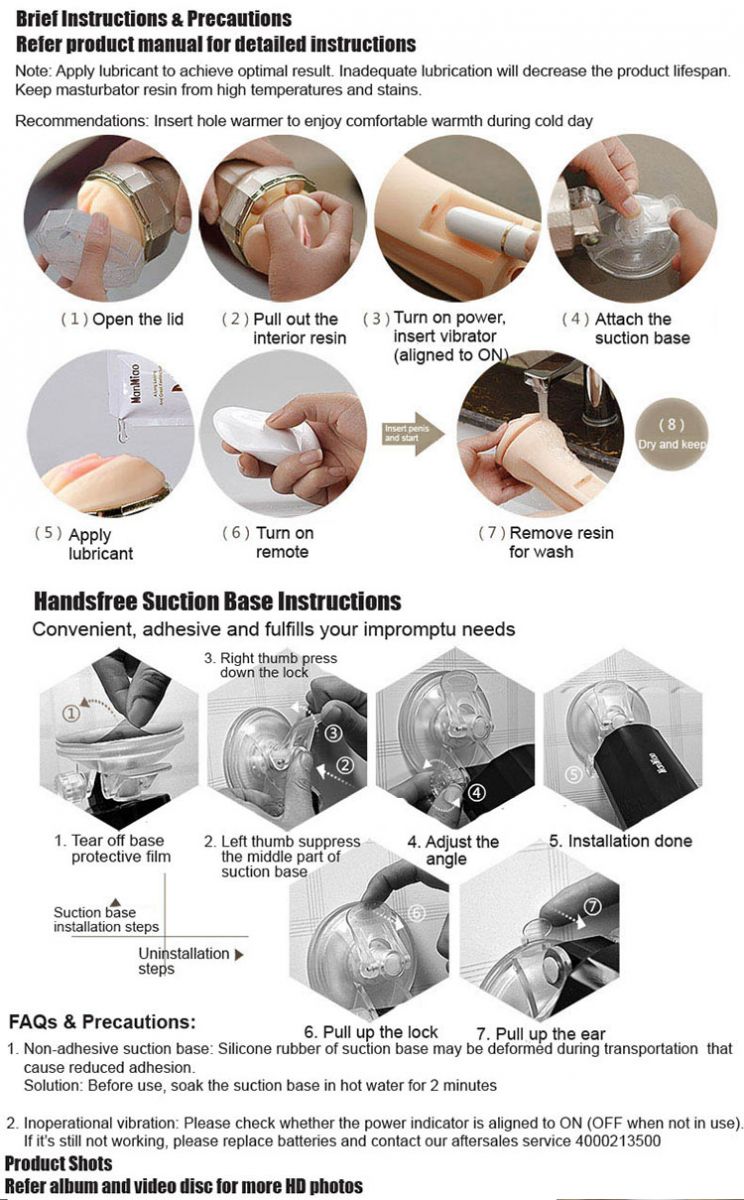 Brief Instructions & Precautions
Refer product manual for detailed instructions
Note: Apply lubricant to achieve optimal result. Inadequate lubrication will decrease the product lifespan.
Keep masturbator resin from high temperatures and stains.
Recommendations: Insert hole warmer to enjoy comfortable warmth during cold day
(1) Open the lid
(2) Pull out the
interior resin
(3) Turn on power,
insert vibrator
(aligned to ON)
(4) Attach the
suction base
ManMiao
(5) Apply
lubricant
(6) Turn on
remote
Insert penis
and start
(7) Remove resin
for wash
(8)
Dry and keep
Handsfree Suction Base Instructions
Convenient, adhesive and fulfills your impromptu needs
①
1. Tear off base
protective film
3. Right thumb press
down the lock
③
②
2. Left thumb suppress
the middle part of
suction base
④
4. Adjust the
angle
⑤
5. Installation done
Suction base
installation steps
Uninstallation
steps
⑥
6. Pull up the lock
⑦
7. Pull up the ear
FAQs & Precautions:
1. Non-adhesive suction base: Silicone rubber of suction base may be deformed during transportation that
cause reduced adhesion.
Solution: Before use, soak the suction base in hot water for 2 minutes
2. Inoperational vibration: Please check whether the power indicator is aligned to ON (OFF when not in use).
If it's still not working, please replace batteries and contact our aftersales service 4000213500
Product Shots
Refer album and video disc for more HD photos